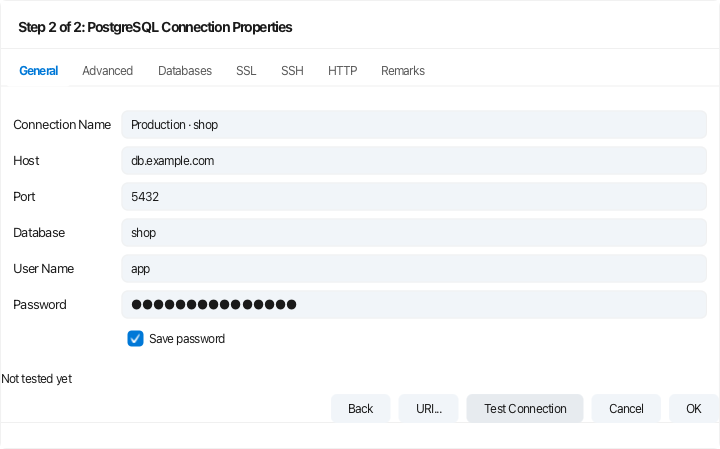 Step 2 of 2: PostgreSQL Connection Properties
General Advanced Databases SSL SSH HTTP Remarks
Connection Name Production · shop
Host db.example.com
Port 5432
Database shop
User Name app
Password ●●●●●●●●●●●●●●●
Save password
Not tested yet
Back URI... Test Connection Cancel OK